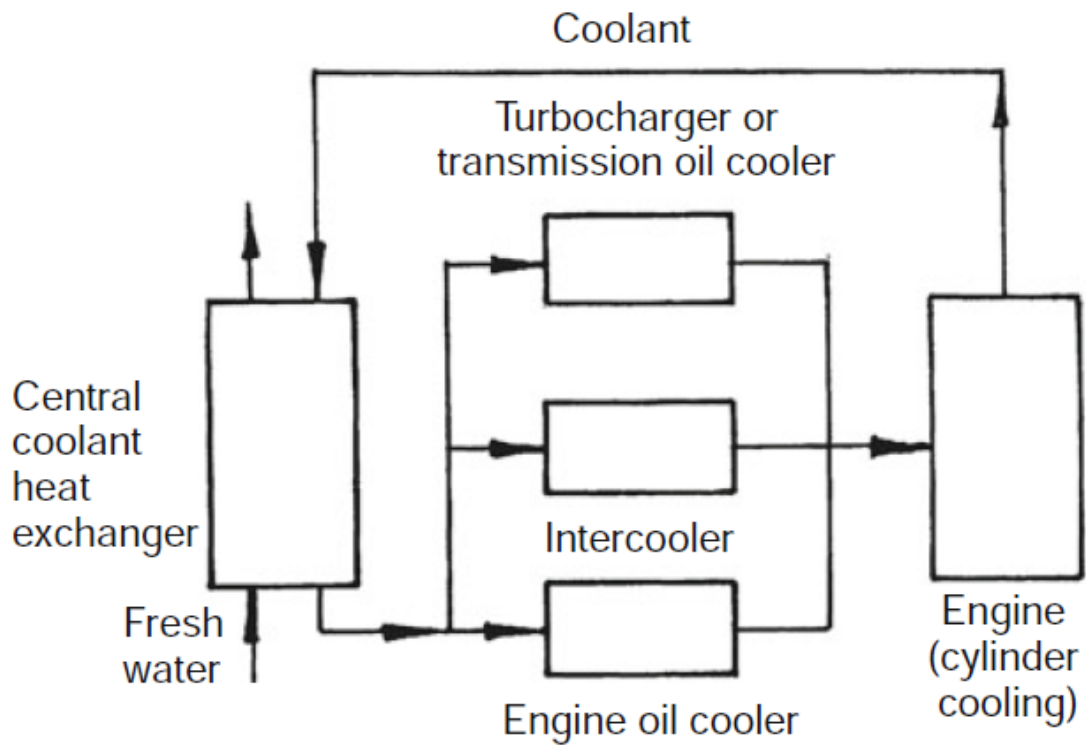 Coolant
Turbocharger or
transmission oil cooler
Central
coolant
heat
exchanger
Intercooler
Fresh
water
Engine
(cylinder
cooling)
Engine oil cooler